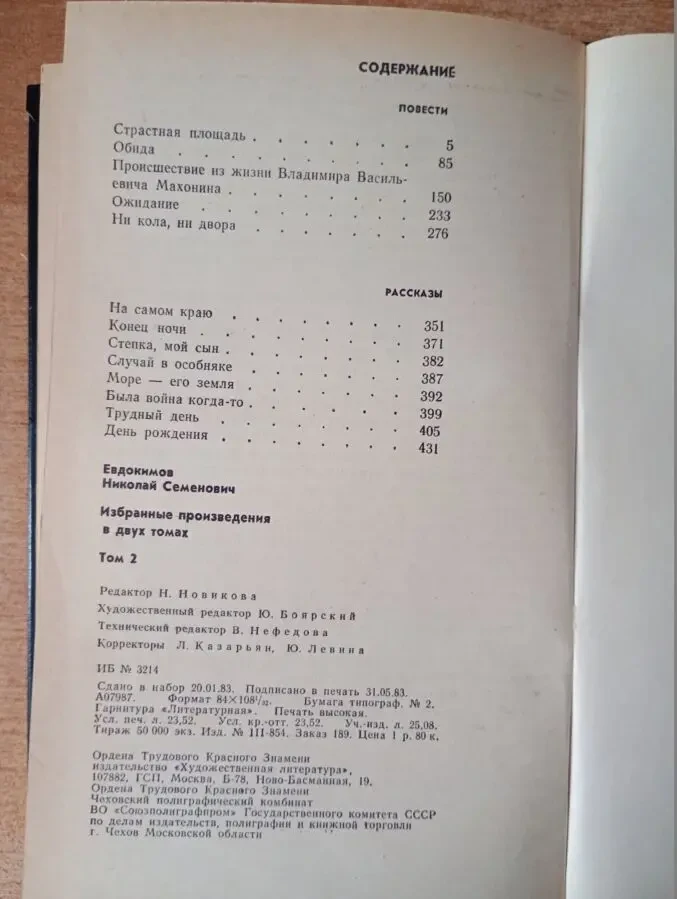 СОДЕРЖАНИЕ
ПОВЕСТИ
Страстная площадь . . . . . . . . 5
Обида . . . . . . . . . . 85
Происшествие из жизни Владимира Василь-
евича Махонина . . . . . . . . 150
Ожидание . . . . . . . . . 233
Ни кола, ни двора . . . . . . . 276
РАССКАЗЫ
На самом краю . . . . . . . . 351
Конец ночи . . . . . . . . . 371
Степка, мой сын . . . . . . . . 382
Случай в особняке . . . . . . . 387
Море — его земля . . . . . . . 392
Была война когда-то . . . . . . . 399
Трудный день . . . . . . . . 405
День рождения . . . . . . . . 431
Евдокимов
Николай Семенович
Избранные произведения
в двух томах
Том 2
Редактор Н. Новикова
Художественный редактор Ю. Боярский
Технический редактор В. Нефедова
Корректоры Л. Казарьян, Ю. Левина
ИБ № 3214
Сдано в набор 20.01.83. Подписано в печать 31.05.83.
А07987. Формат 84×108¹/₃₂. Бумага типограф. № 2.
Гарнитура «Литературная». Печать высокая.
Усл. печ. л. 23,52. Усл. кр.-отт. 23,52. Уч.-изд. л. 25,08.
Тираж 50 000 экз. Изд. № III-854. Заказ 189. Цена 1 р. 80 к.
Ордена Трудового Красного Знамени
издательство «Художественная литература»,
107882, ГСП, Москва, Б-78, Ново-Басманная, 19.
Ордена Трудового Красного Знамени
Чеховский полиграфический комбинат
ВО «Союзполиграфпром» Государственного комитета СССР
по делам издательств, полиграфии и книжной торговли
г. Чехов Московской области